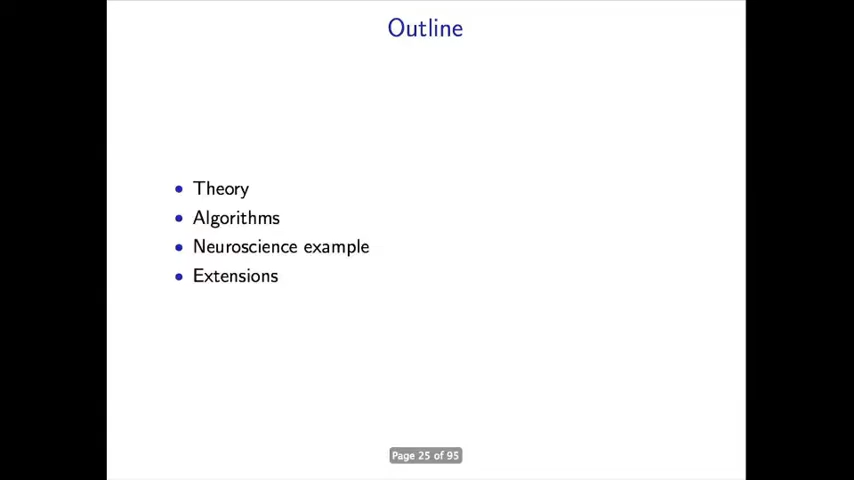 Outline
• Theory
• Algorithms
• Neuroscience example
• Extensions
Page 25 of 95